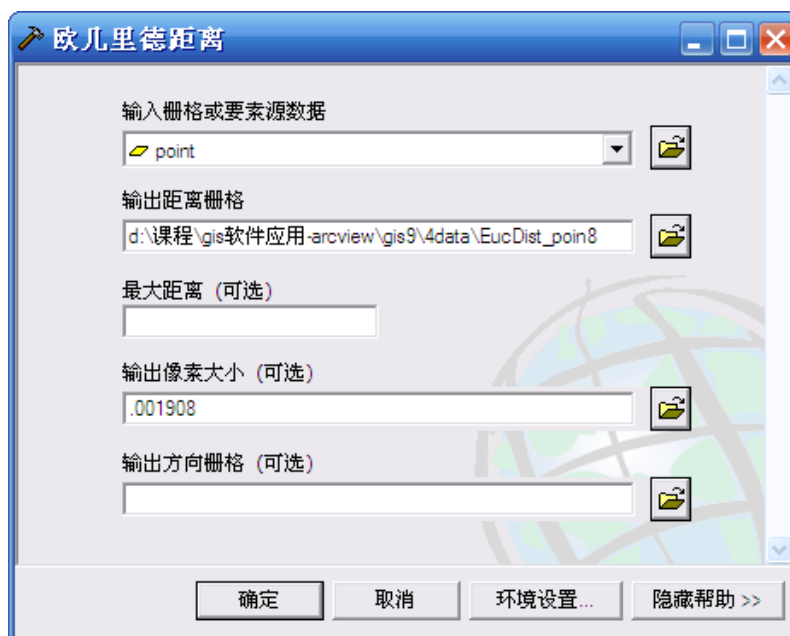 欧几里德距离
输入栅格或要素源数据
point
输出距离栅格
d:\课程\gis软件应用-arcview\gis9\4data\EucDist_poin8
最大距离 (可选)
输出像素大小 (可选)
.001908
输出方向栅格 (可选)
确定 取消 环境设置... 隐藏帮助 >>